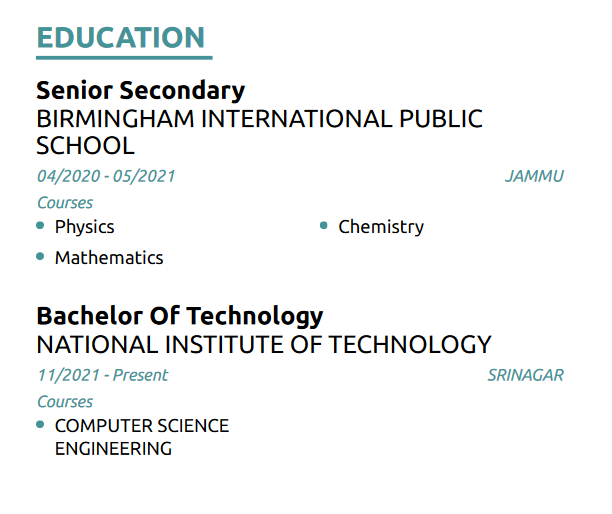 EDUCATION
Senior Secondary
BIRMINGHAM INTERNATIONAL PUBLIC
SCHOOL
04/2020 - 05/2021 JAMMU
Courses
Physics Chemistry
Mathematics
Bachelor Of Technology
NATIONAL INSTITUTE OF TECHNOLOGY
11/2021 - Present SRINAGAR
Courses
COMPUTER SCIENCE
ENGINEERING